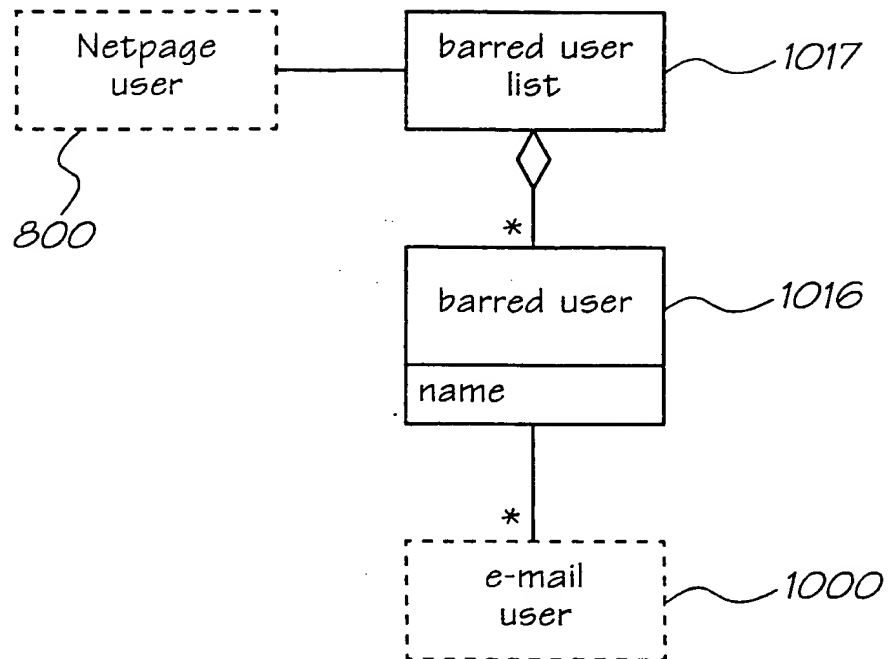 Netpage
user
barred user
list
1017
800
*
barred user
1016
name
*
e-mail
user
1000